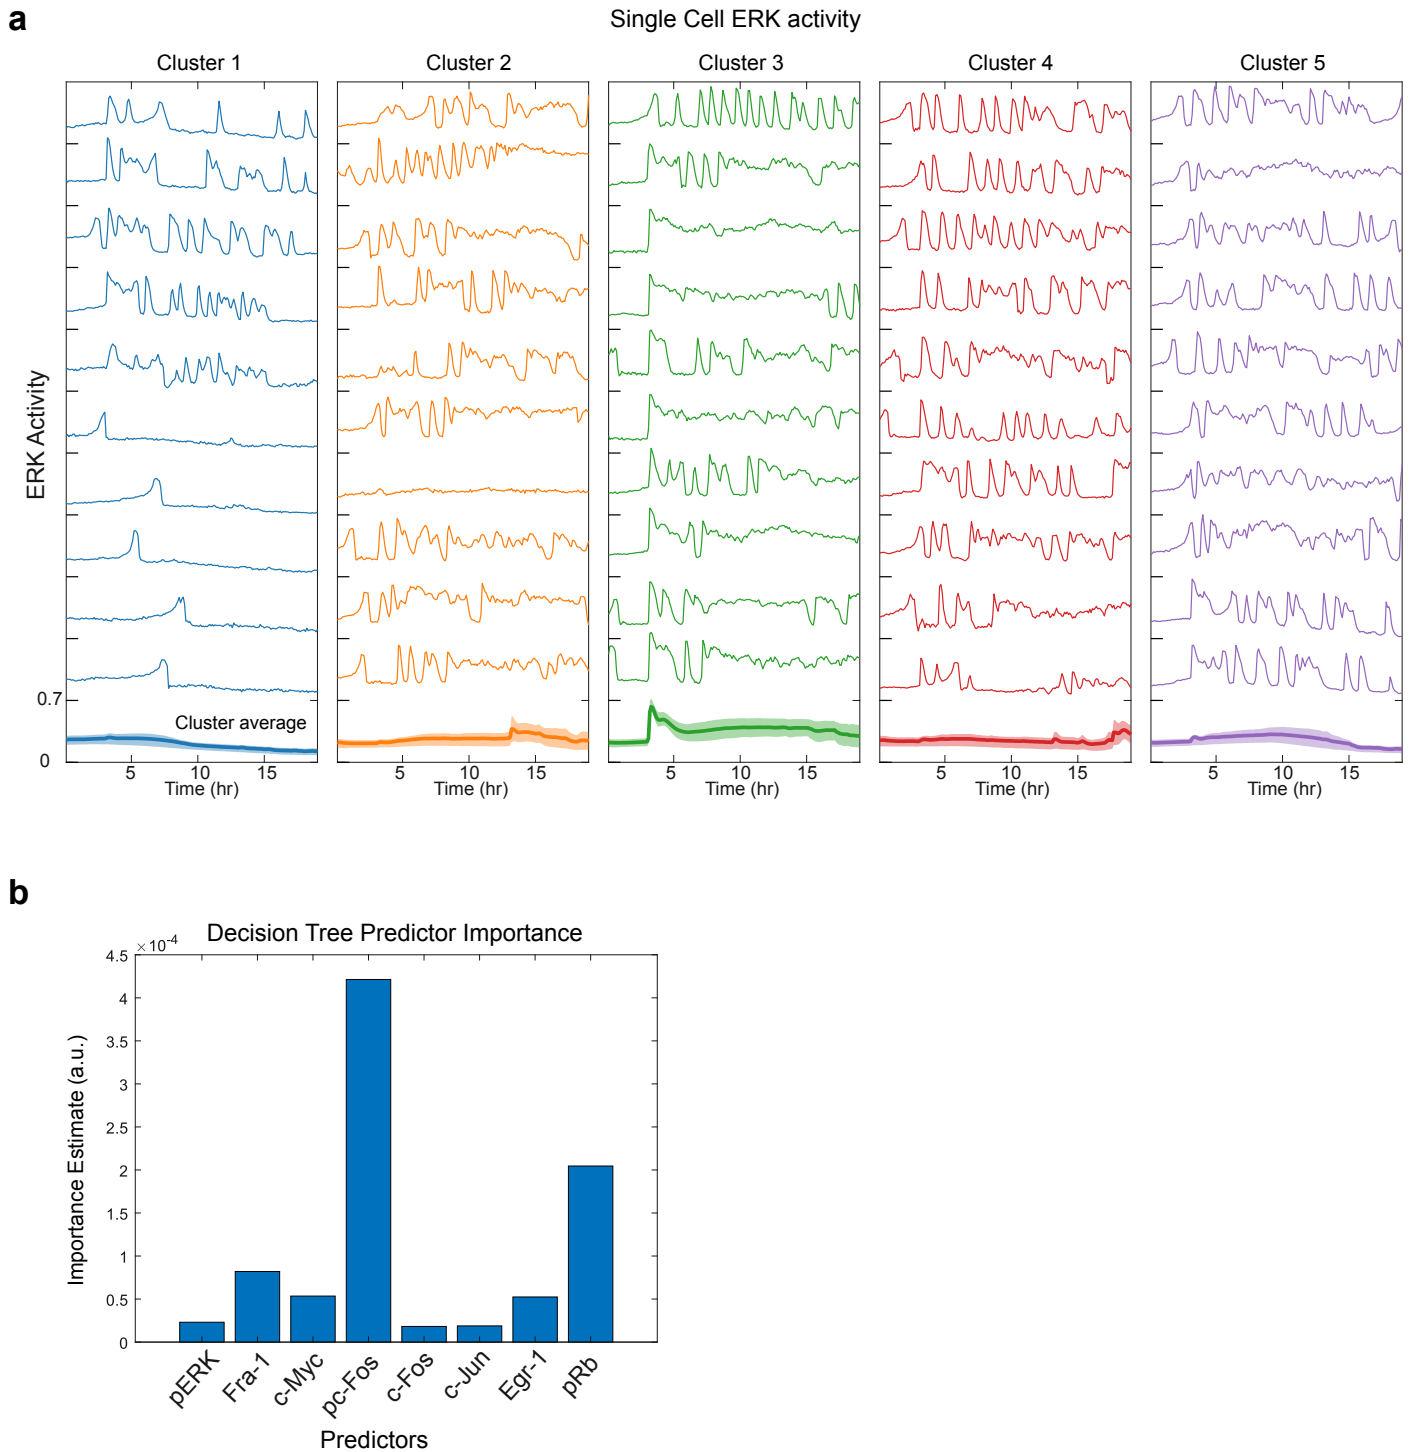 a
Single Cell ERK activity
Cluster 1
Cluster 2
Cluster 3
Cluster 4
Cluster 5
ERK Activity
0.7
0
Cluster average
5 10 15
5 10 15
5 10 15
5 10 15
5 10 15
Time (hr)
Time (hr)
Time (hr)
Time (hr)
Time (hr)
b
Decision Tree Predictor Importance
×10-4
4.5
4
3.5
3
2.5
2
1.5
1
0.5
0
Importance Estimate (a.u.)
pERK
Fra-1
c-Myc
pc-Fos
c-Fos
c-Jun
Egr-1
pRb
Predictors